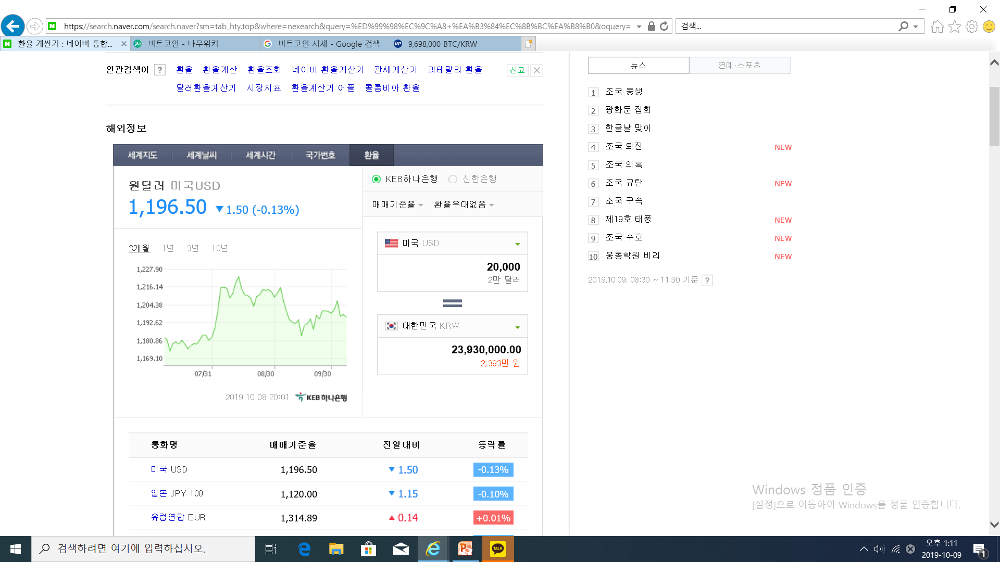 https://search.naver.com/search.naver?sm=tab_hty.top&where=nexearch&query=%ED%99%98%EC%9C%A8+%EA%B3%84%EC%8B%BC%EA%B8%B0&oquery=
검색...
환율 계싼기 : 네이버 통합...
비트코인 - 나무위키
비트코인 시세 - Google 검색
9,698,000 BTC/KRW
연관검색어 ? 환율 환율계산 환율조회 네이버 환율계산기 관세계산기 과테말라 환율 신고
달러환율계산기 시장지표 환율계산기 어플 콜롬비아 환율
해외정보
세계지도 세계날씨 세계시간 국가번호 환율
원달러 미국USD
1,196.50 ▼1.50 (-0.13%)
3개월 1년 3년 10년
1,227.90
1,216.14
1,204.38
1,192.62
1,180.86
1,169.10
07/31 08/30 09/30
2019.10.08 20:01 KEB 하나은행
KEB하나은행 신한은행
매매기준율 환율우대없음
미국 USD
20,000
2만 달러
대한민국 KRW
23,930,000.00
2,393만 원
통화명 매매기준율 전일대비 등락률
미국 USD 1,196.50 ▼1.50 -0.13%
일본 JPY 100 1,120.00 ▼1.15 -0.10%
유럽연합 EUR 1,314.89 ▲0.14 +0.01%
뉴스 연예·스포츠
1 조국 동생
2 광화문 집회
3 한글날 맞이
4 조국 퇴진 NEW
5 조국 의혹
6 조국 규탄 NEW
7 조국 구속
8 제19호 태풍 NEW
9 조국 수호 NEW
10 웅동학원 비리 NEW
2019.10.09. 08:30 ~ 11:30 기준 ?
Windows 정품 인증
[설정]으로 이동하여 Windows를 정품 인증합니다.
검색하려면 여기에 입력하십시오.
TALK
오후 1:11
2019-10-09
1